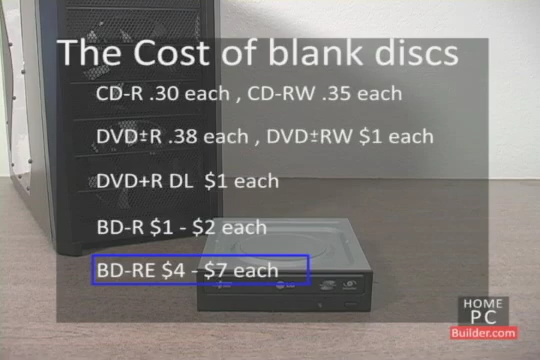 The Cost of blank discs
CD-R .30 each , CD-RW .35 each
DVD±R .38 each , DVD±RW $1 each
DVD+R DL $1 each
BD-R $1 - $2 each
BD-RE $4 - $7 each
HOME
PC
Builder.com